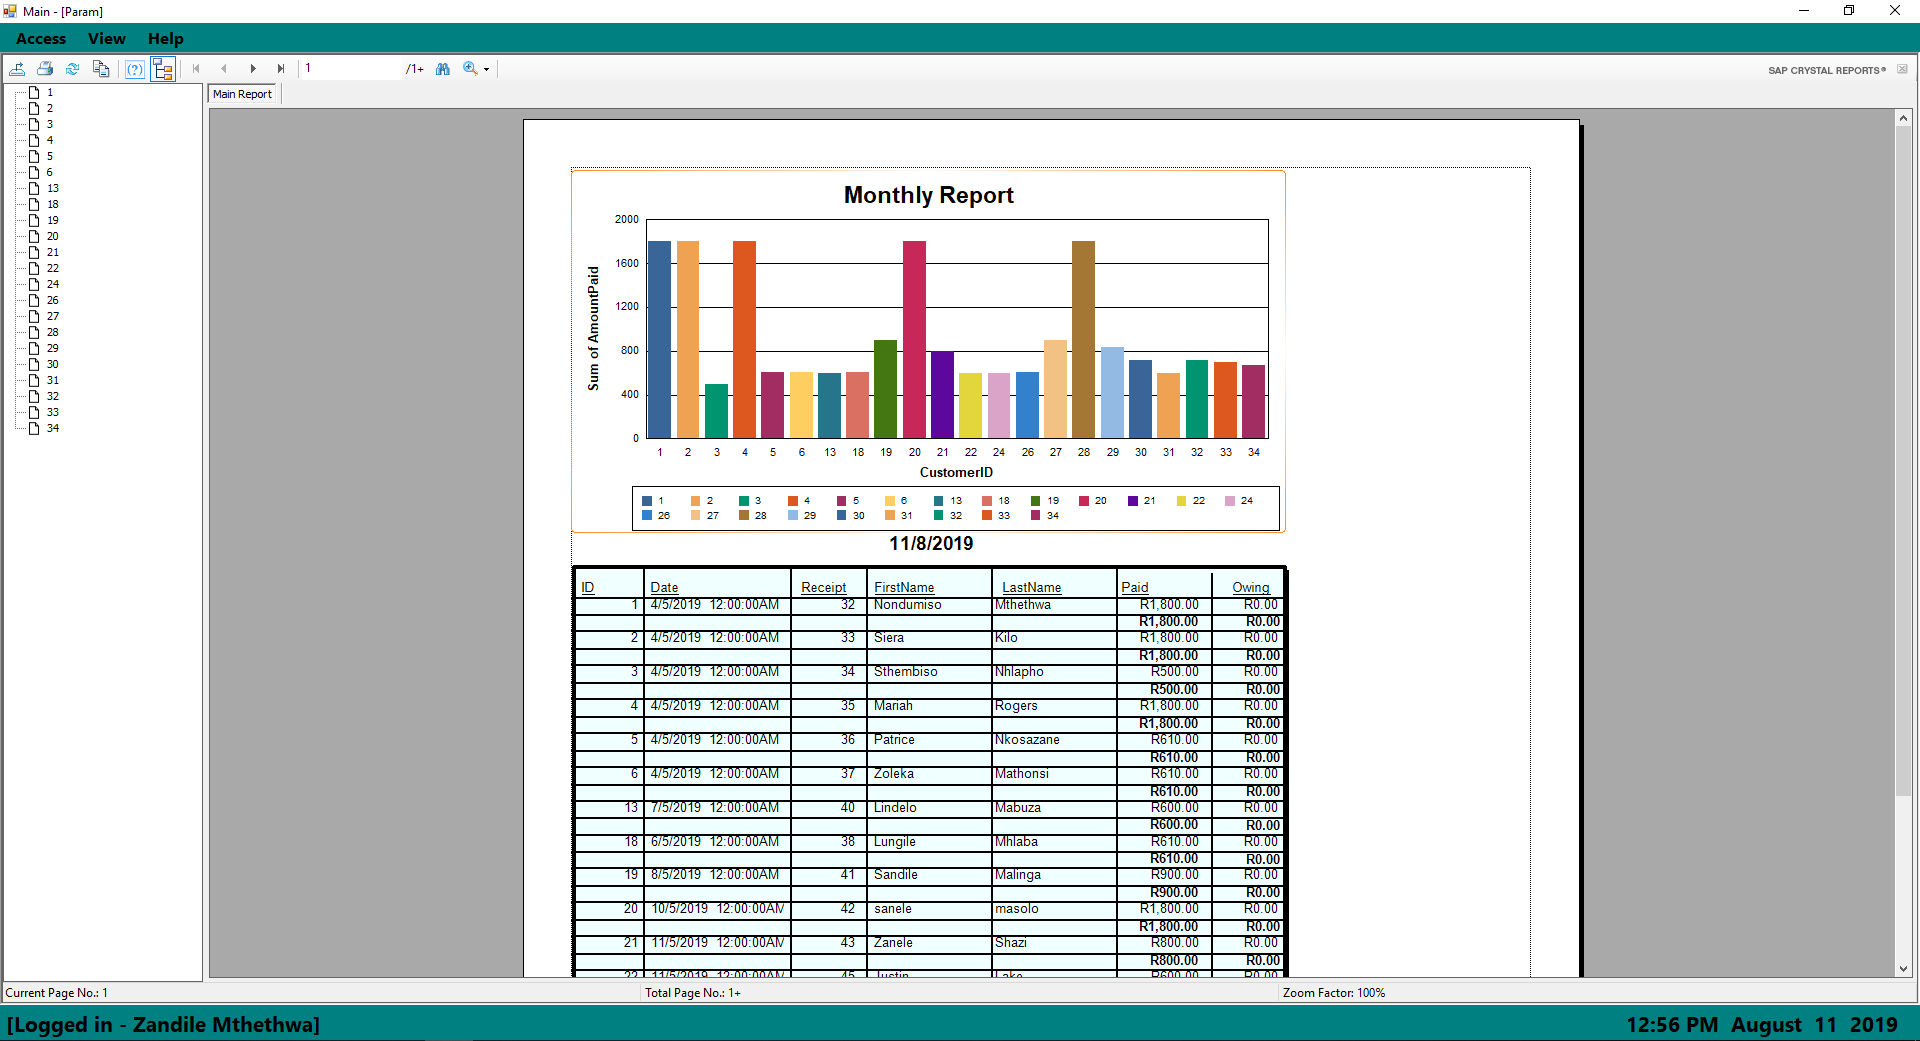 Main - [Param]
Access View Help
1 /1+
SAP CRYSTAL REPORTS®
Main Report
1
2
3
4
5
6
13
18
19
20
21
22
24
26
27
28
29
30
31
32
33
34
Monthly Report
Sum of AmountPaid
2000
1600
1200
800
400
0
1 2 3 4 5 6 13 18 19 20 21 22 24 26 27 28 29 30 31 32 33 34
CustomerID
1 2 3 4 5 6 13 18 19 20 21 22 24
26 27 28 29 30 31 32 33 34
11/8/2019
ID Date Receipt FirstName LastName Paid Owing
1 4/5/2019 12:00:00AM 32 Nondumiso Mthethwa R1,800.00 R0.00
R1,800.00 R0.00
2 4/5/2019 12:00:00AM 33 Siera Kilo R1,800.00 R0.00
R1,800.00 R0.00
3 4/5/2019 12:00:00AM 34 Sthembiso Nhlapho R500.00 R0.00
R500.00 R0.00
4 4/5/2019 12:00:00AM 35 Mariah Rogers R1,800.00 R0.00
R1,800.00 R0.00
5 4/5/2019 12:00:00AM 36 Patrice Nkosazane R610.00 R0.00
R610.00 R0.00
6 4/5/2019 12:00:00AM 37 Zoleka Mathonsi R610.00 R0.00
R610.00 R0.00
13 7/5/2019 12:00:00AM 40 Lindelo Mabuza R600.00 R0.00
R600.00 R0.00
18 6/5/2019 12:00:00AM 38 Lungile Mhlaba R610.00 R0.00
R610.00 R0.00
19 8/5/2019 12:00:00AM 41 Sandile Malinga R900.00 R0.00
R900.00 R0.00
20 10/5/2019 12:00:00AM 42 sanele masolo R1,800.00 R0.00
R1,800.00 R0.00
21 11/5/2019 12:00:00AM 43 Zanele Shazi R800.00 R0.00
R800.00 R0.00
22 11/5/2019 12:00:00AM 45 Justin Lake R600.00 R0.00
Current Page No.: 1 Total Page No.: 1+ Zoom Factor: 100%
[Logged in - Zandile Mthethwa] 12:56 PM August 11 2019